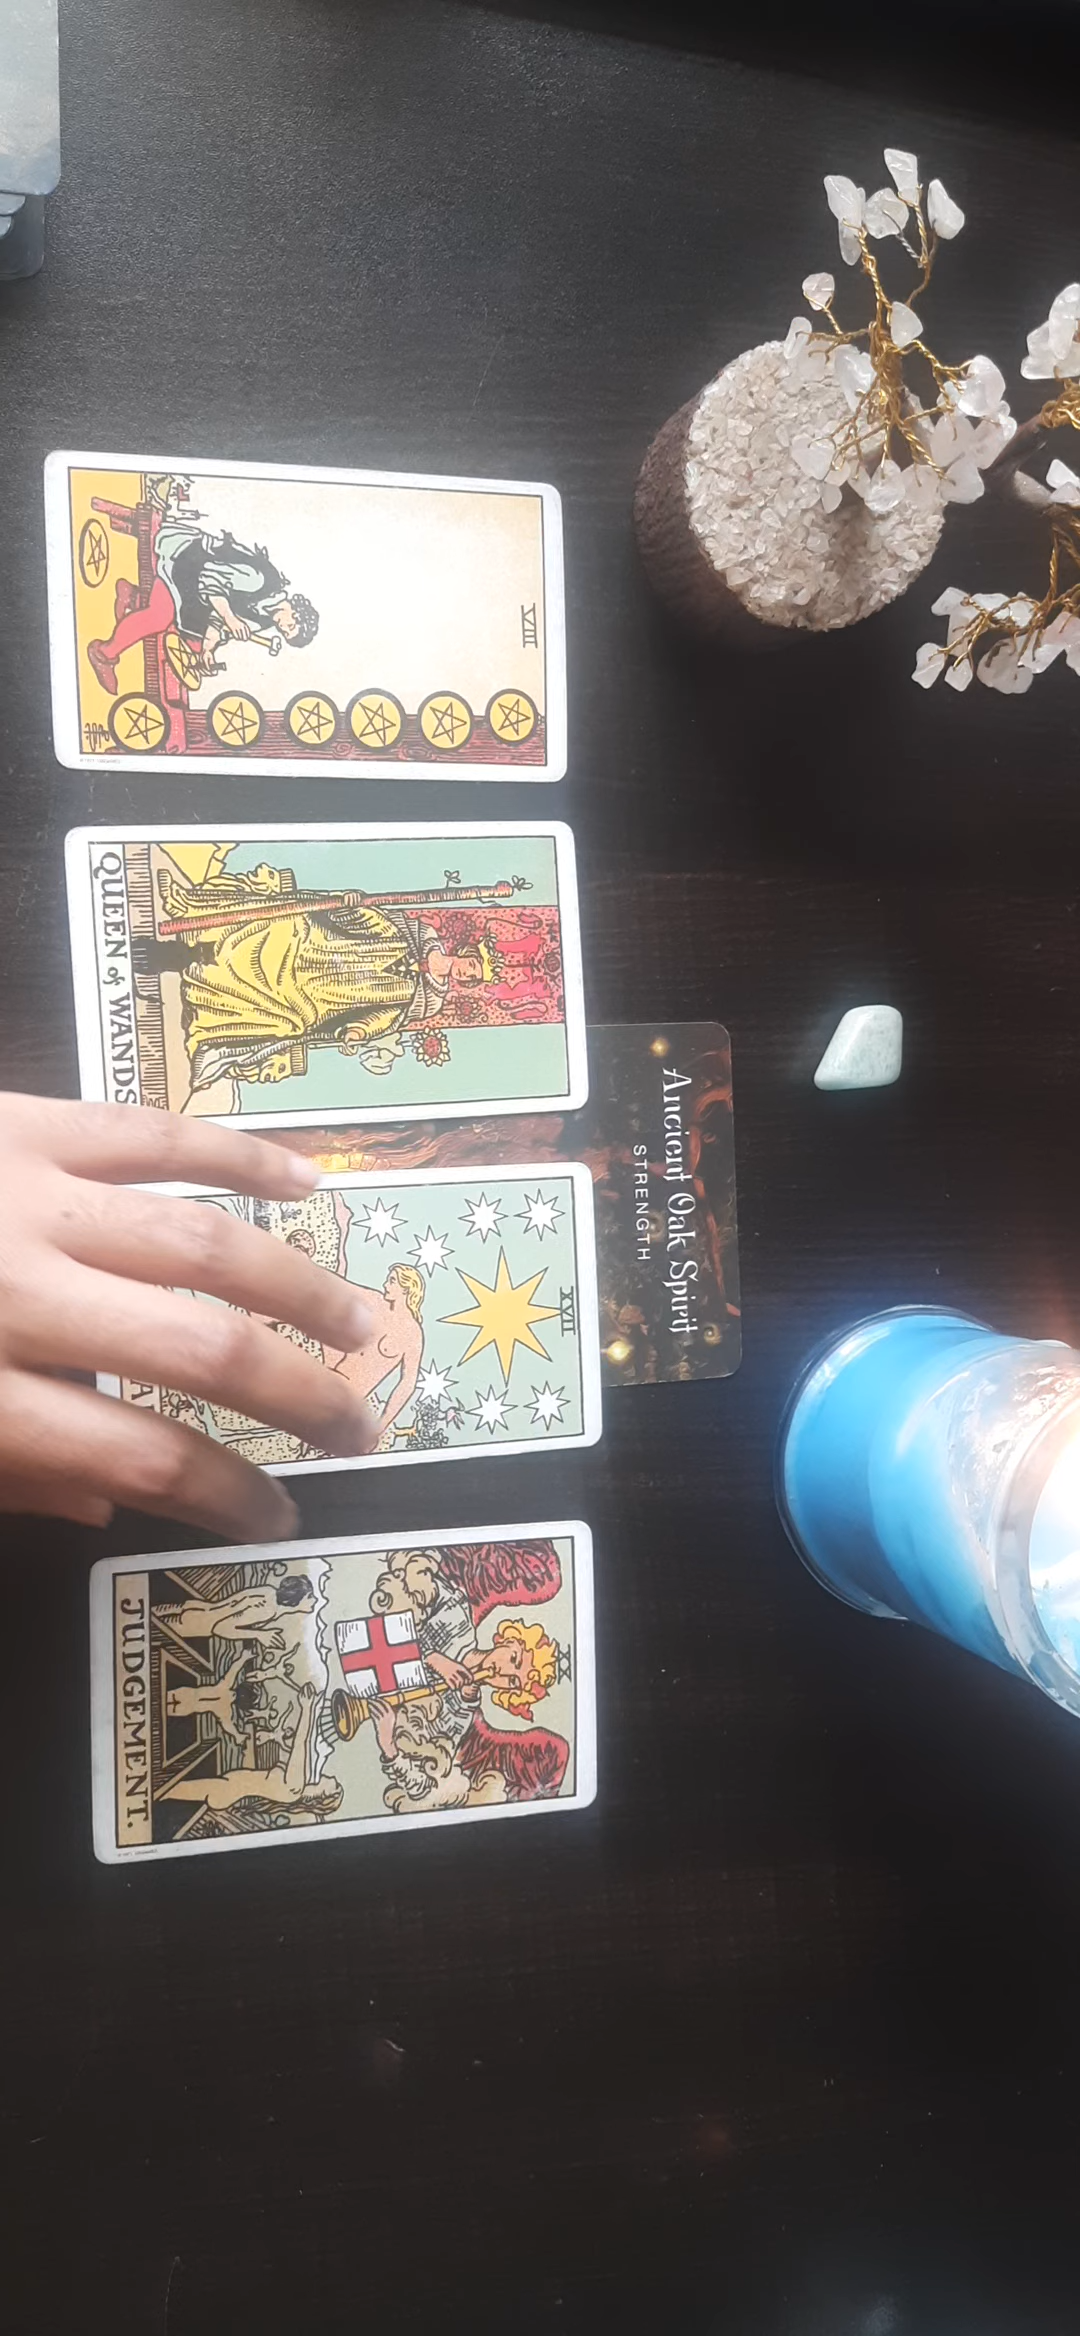 VIII
QUEEN of WANDS
Ancient Oak Spirit
STRENGTH
XVII
XX
JUDGEMENT.